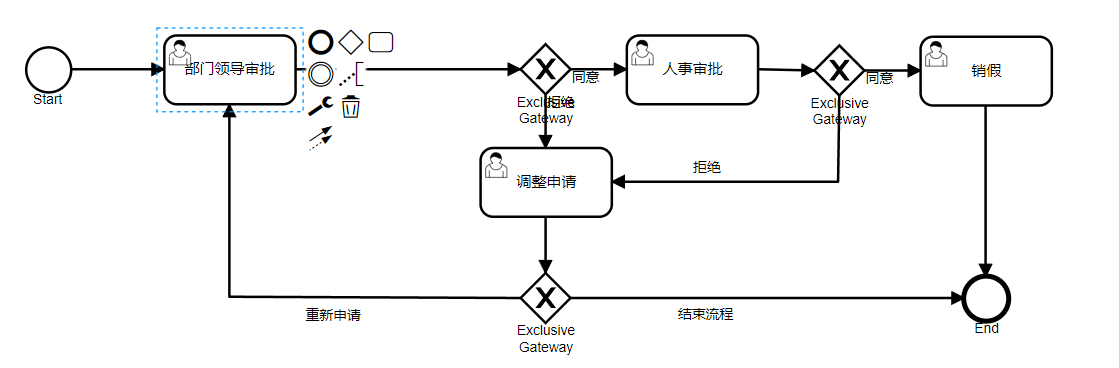 Start
部门领导审批
Exclusive
Gateway
拒绝
同意
人事审批
Exclusive
Gateway
同意
销假
调整申请
拒绝
重新申请
Exclusive
Gateway
结束流程
End